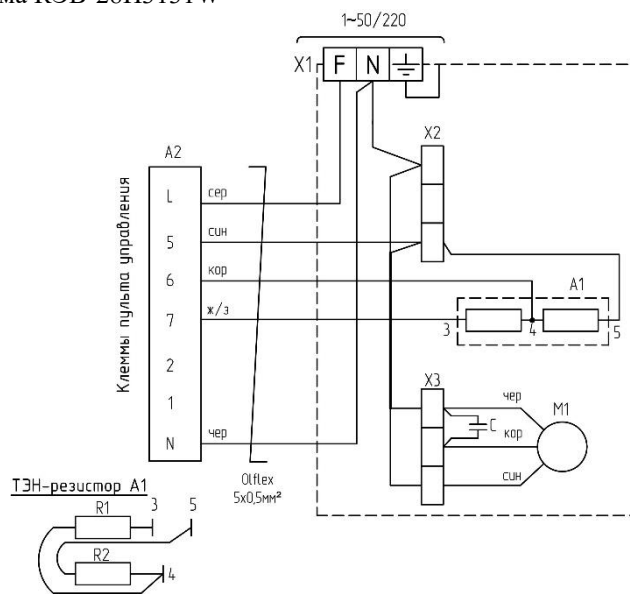 ма КЭВ-20П3131W
1~50/220
X1 F N
X2
A2
Клеммы пульта управления
L сер
5 син
6 кор
7 ж/з
2
1
N чер
A1
3 4 5
X3
чер
M1
C
кор
син
Olflex
5x0,5мм²
ТЭН-резистор A1
R1 3 5
R2
4